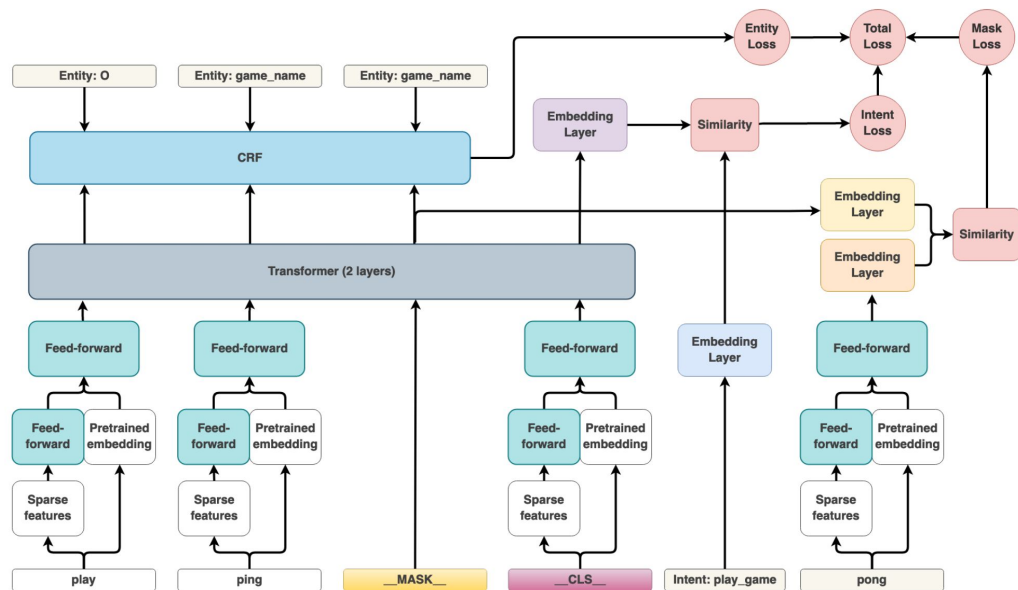 Entity
Loss
Total
Loss
Mask
Loss
Entity: O
Entity: game_name
Entity: game_name
Embedding
Layer
Similarity
Intent
Loss
CRF
Embedding
Layer
Similarity
Embedding
Layer
Transformer (2 layers)
Feed-forward
Feed-forward
Feed-forward
Embedding
Layer
Feed-forward
Feed-
forward
Pretrained
embedding
Feed-
forward
Pretrained
embedding
Feed-
forward
Pretrained
embedding
Feed-
forward
Pretrained
embedding
Sparse
features
Sparse
features
Sparse
features
Sparse
features
play
ping
__MASK__
__CLS__
Intent: play_game
pong